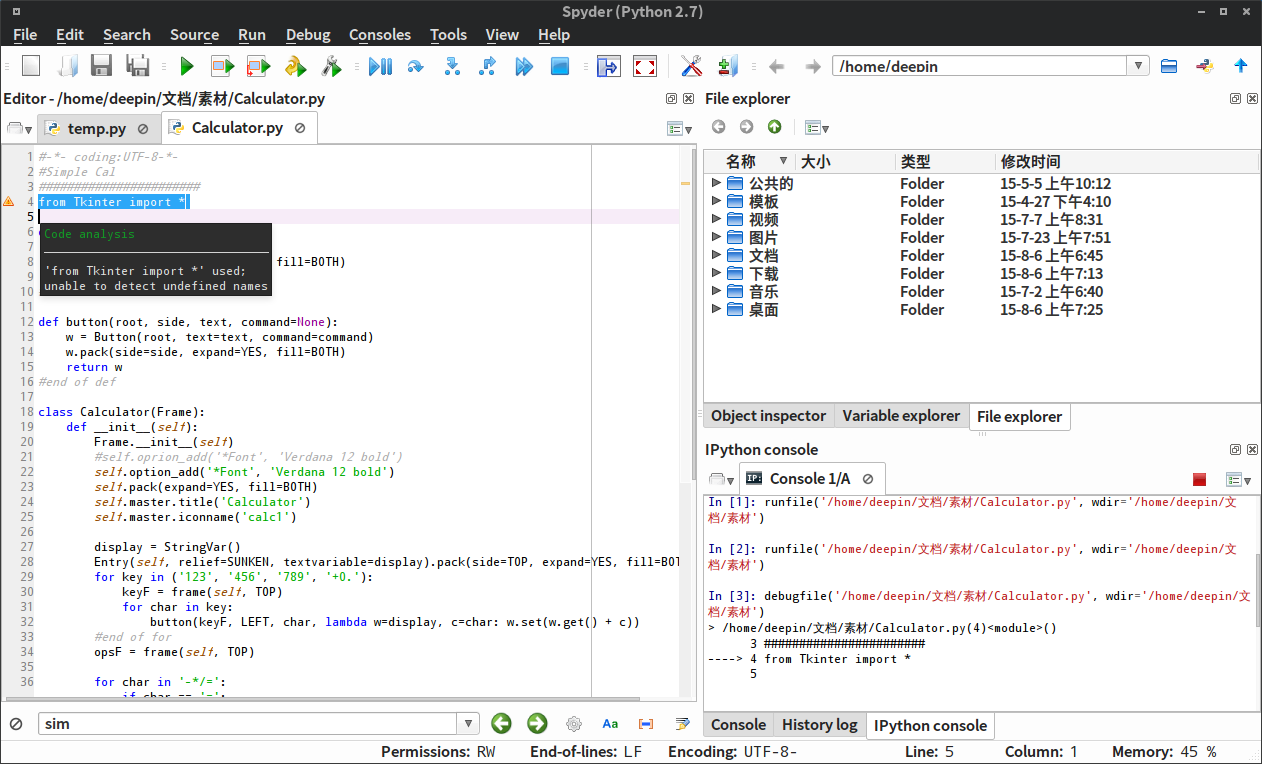 Spyder (Python 2.7)
File Edit Search Source Run Debug Consoles Tools View Help
/home/deepin
Editor - /home/deepin/文档/素材/Calculator.py
temp.py
Calculator.py
1 #-*- coding:UTF-8-*-
2 #Simple Cal
3 #######################
4 from Tkinter import *
5
6
7
8 fill=BOTH)
9
10
11
12 def button(root, side, text, command=None):
13 w = Button(root, text=text, command=command)
14 w.pack(side=side, expand=YES, fill=BOTH)
15 return w
16 #end of def
17
18 class Calculator(Frame):
19 def __init__(self):
20 Frame.__init__(self)
21 #self.oprion_add('*Font', 'Verdana 12 bold')
22 self.option_add('*Font', 'Verdana 12 bold')
23 self.pack(expand=YES, fill=BOTH)
24 self.master.title('Calculator')
25 self.master.iconname('calc1')
26
27 display = StringVar()
28 Entry(self, relief=SUNKEN, textvariable=display).pack(side=TOP, expand=YES, fill=BOT
29 for key in ('123', '456', '789', '+0.'):
30 keyF = frame(self, TOP)
31 for char in key:
32 button(keyF, LEFT, char, lambda w=display, c=char: w.set(w.get() + c))
33 #end of for
34 opsF = frame(self, TOP)
35
36 for char in '-*/=':
if char == '=':
Code analysis
'from Tkinter import *' used;
unable to detect undefined names
sim
Aa
File explorer
名称 大小 类型 修改时间
公共的 Folder 15-5-5 上午10:12
模板 Folder 15-4-27 下午4:10
视频 Folder 15-7-7 上午8:31
图片 Folder 15-7-23 上午7:51
文档 Folder 15-8-6 上午6:45
下载 Folder 15-8-6 上午7:13
音乐 Folder 15-7-2 上午6:40
桌面 Folder 15-8-6 上午7:25
Object inspector Variable explorer File explorer
IPython console
IP: Console 1/A
In [1]: runfile('/home/deepin/文档/素材/Calculator.py', wdir='/home/deepin/文
档/素材')
In [2]: runfile('/home/deepin/文档/素材/Calculator.py', wdir='/home/deepin/文
档/素材')
In [3]: debugfile('/home/deepin/文档/素材/Calculator.py', wdir='/home/deepin/文
档/素材')
> /home/deepin/文档/素材/Calculator.py(4)<module>()
3 #######################
----> 4 from Tkinter import *
5
Console History log IPython console
Permissions: RW End-of-lines: LF Encoding: UTF-8- Line: 5 Column: 1 Memory: 45 %